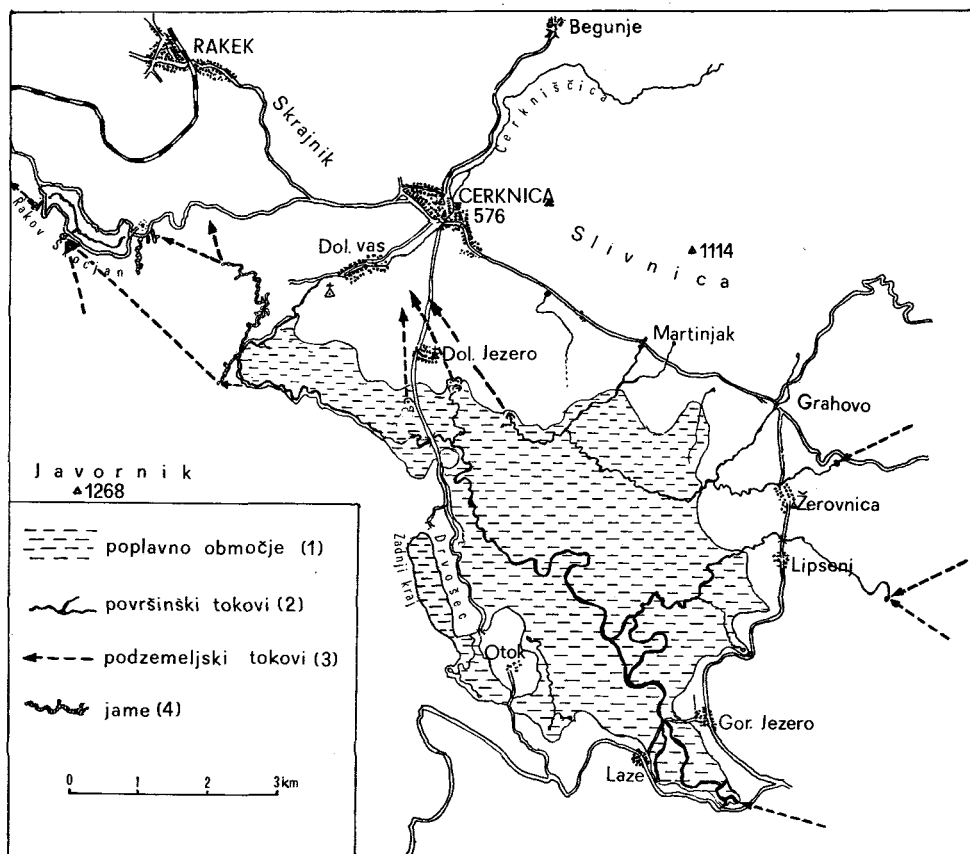 Begunje
RAKEK
Cerkniščica
Skrajnik
CERKNICA
576
Rakov Škocjan
Dol. vas
Slivnica
1114
Martinjak
Dol. Jezero
Grahovo
Javornik
1268
Žerovnica
Zadnji kraj
Drvošec
Lipsenj
Otok
Gor. Jezero
Laze
poplavno območje (1)
površinski tokovi (2)
podzemeljski tokovi (3)
jame (4)
0 1 2 3 km